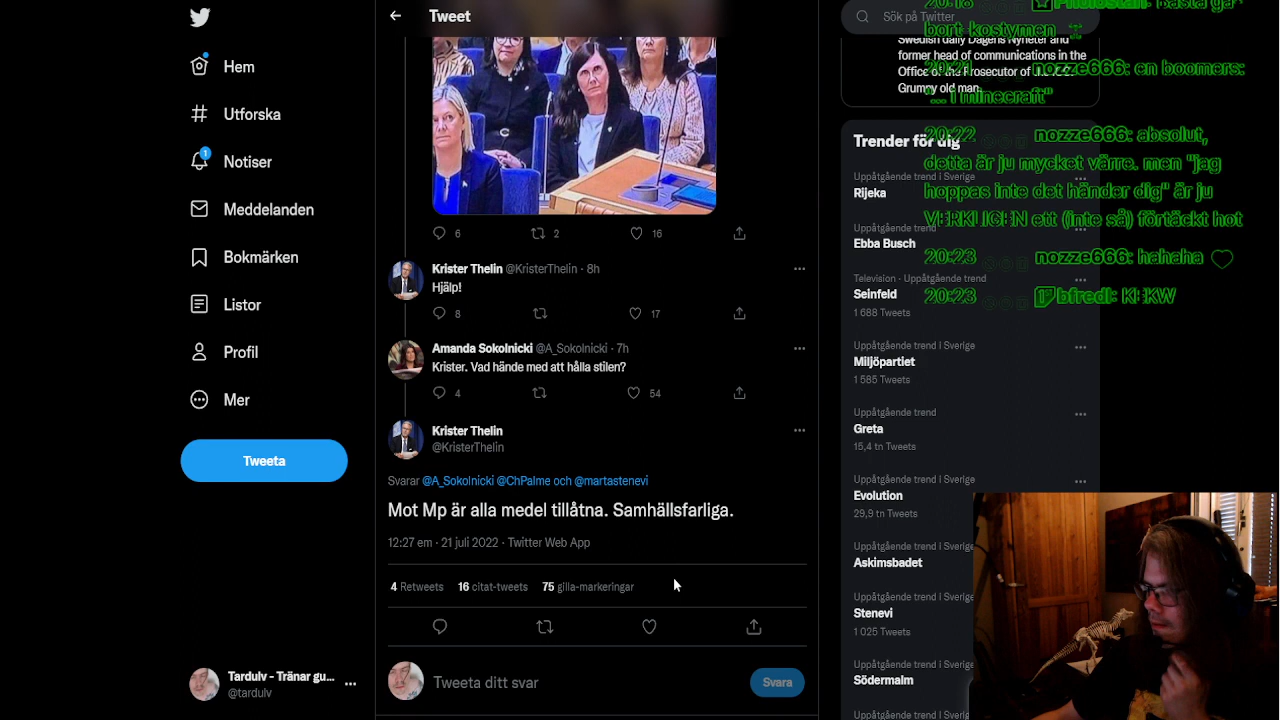 Hem
Utforska
1
Notiser
Meddelanden
Bokmärken
Listor
Profil
Mer
Tweeta
Tardulv - Tränar gu...
@tardulv
Tweet
6
2
16
Krister Thelin @KristerThelin · 8h
Hjälp!
8
17
Amanda Sokolnicki @A_Sokolnicki · 7h
Krister. Vad hände med att hålla stilen?
4
54
Krister Thelin
@KristerThelin
Svarar @A_Sokolnicki @ChPalme och @martastenevi
Mot Mp är alla medel tillåtna. Samhällsfarliga.
12:27 em · 21 juli 2022 · Twitter Web App
4 Retweets 16 citat-tweets 75 gilla-markeringar
Tweeta ditt svar
Svara
Sök på Twitter
Swedish daily Dagens Nyheter and
former head of communications in the
Office of the Prosecutor of
Grumpy old man.
Trender för dig
Uppåtgående trend i Sverige
Rijeka
Uppåtgående trend
Ebba Busch
Television · Uppåtgående trend
Seinfeld
1 688 Tweets
Uppåtgående trend i Sverige
Miljöpartiet
1 585 Tweets
Uppåtgående trend
Greta
15,4 tn Tweets
Uppåtgående trend i Sverige
Evolution
29,9 tn Tweets
Uppåtgående trend i Sverige
Askimsbadet
Uppåtgående trend i Sverige
Stenevi
1 025 Tweets
Uppåtgående trend i Sverige
Södermalm
Uppåtgående trend i Sverige
20:18
bort kostymen
20:21 nozze666: en boomers:
"... i minecraft"
20:22 nozze666: absolut,
detta är ju mycket värre. men "jag
hoppas inte det händer dig" är ju
VERKLIGEN ett (inte så) förtäckt hot
20:23 nozze666: hahaha
20:23 bfredl: KEKW